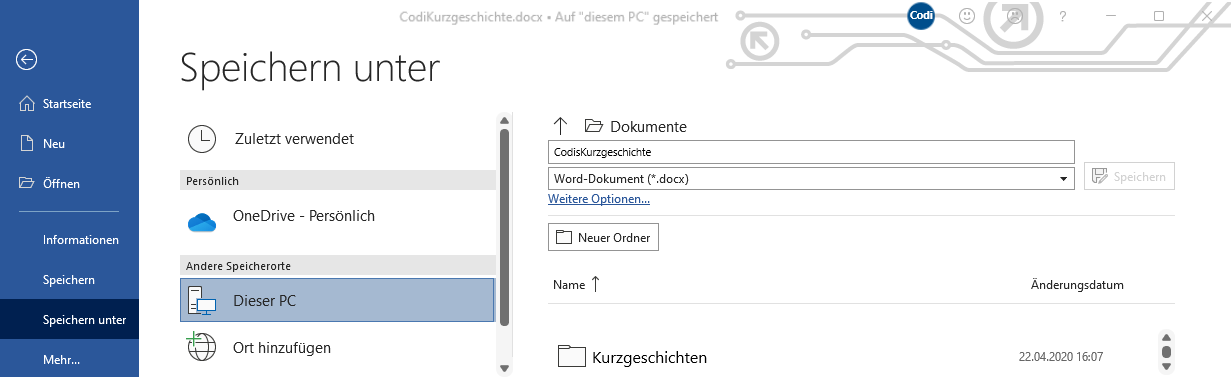 CodiKurzgeschichte.docx • Auf "diesem PC" gespeichert
Codi
?
Speichern unter
Startseite
Neu
Öffnen
Informationen
Speichern
Speichern unter
Mehr...
Zuletzt verwendet
Persönlich
OneDrive - Persönlich
Andere Speicherorte
Dieser PC
Ort hinzufügen
Dokumente
CodisKurzgeschichte
Word-Dokument (*.docx)
Speichern
Weitere Optionen...
Neuer Ordner
Name Änderungsdatum
Kurzgeschichten 22.04.2020 16:07